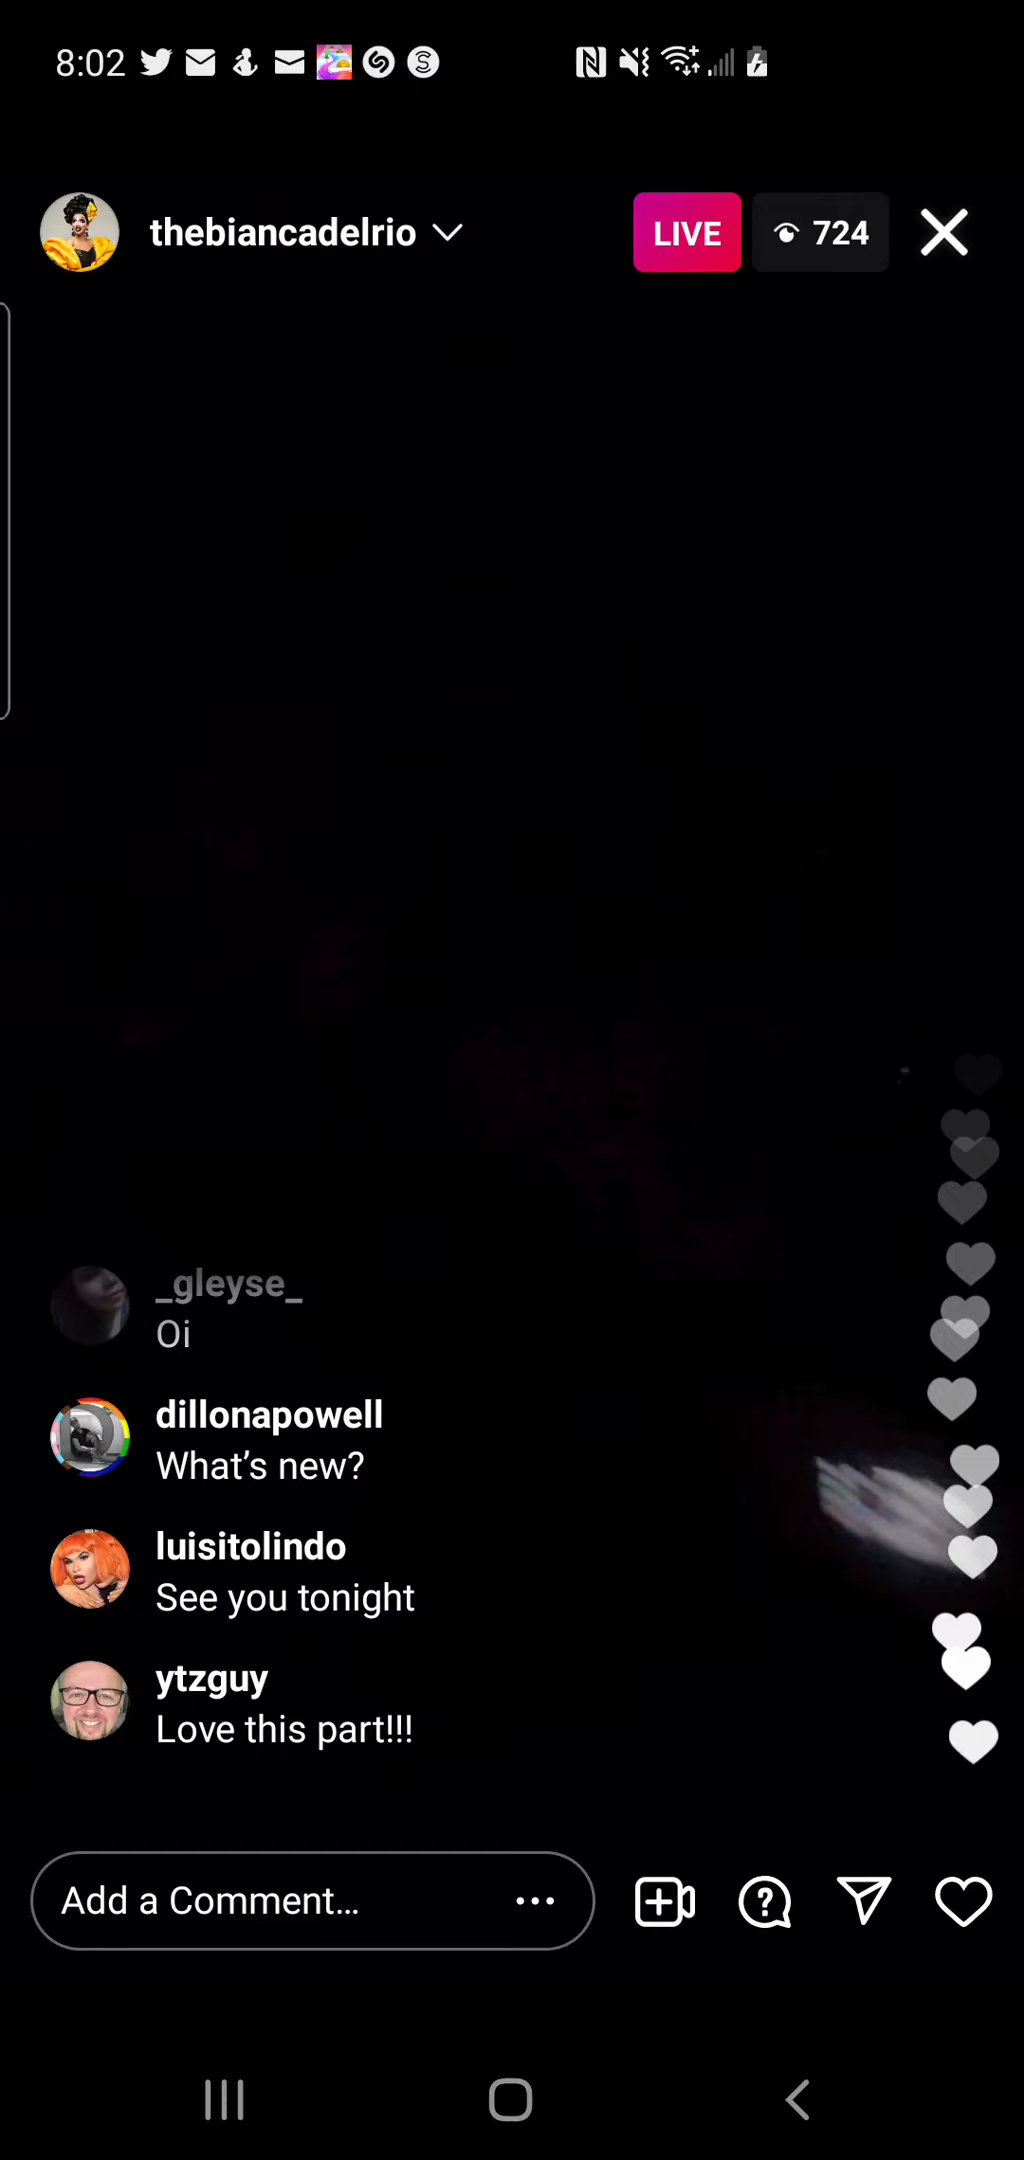 8:02
thebiancadelrio
LIVE
724
_gleyse_
Oi
dillonapowell
What’s new?
luisitolindo
See you tonight
ytzguy
Love this part!!!
Add a Comment...